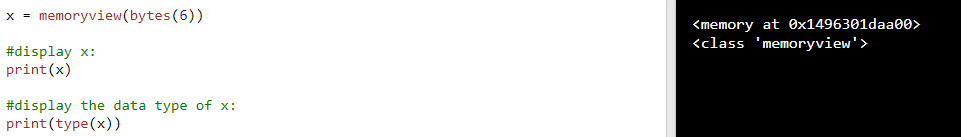 x = memoryview(bytes(6))
#display x:
print(x)
#display the data type of x:
print(type(x))
<memory at 0x1496301daa00>
<class 'memoryview'>